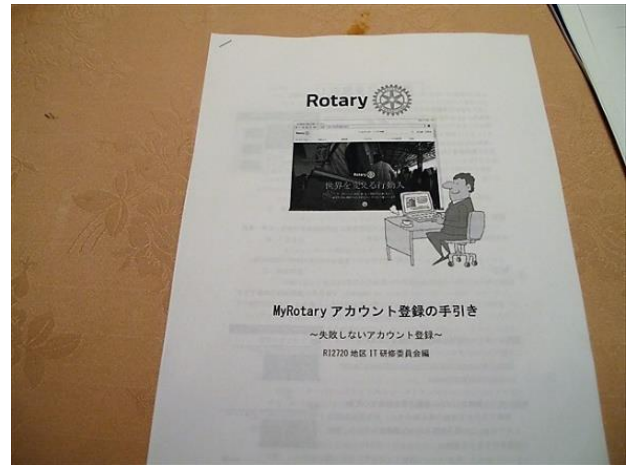 Rotary
Rotary
世界を変える行動人
MyRotary アカウント登録の手引き
～失敗しないアカウント登録～
RI2720 地区 IT 研修委員会編